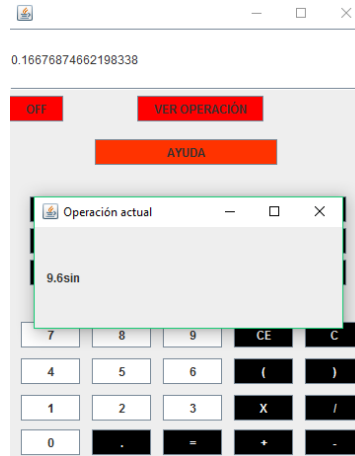 0.16676874662198338
OFF VER OPERACIÓN
AYUDA
Operación actual
9.6sin
7 8 9 CE C
4 5 6 ( )
1 2 3 X /
0 . = + -